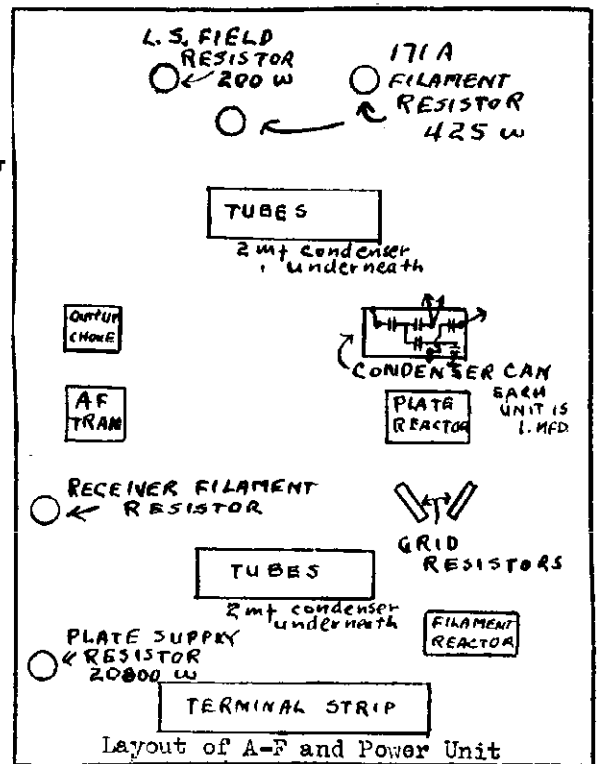 L.S. FIELD
RESISTOR
200 W
171A
FILAMENT
RESISTOR
425 W
T
TUBES
2 mf condenser
underneath
OUTPUT
CHOKE
CONDENSER CAN
EACH
UNIT IS
1. MFD.
AF
TRAN
PLATE
REACTOR
RECEIVER FILAMENT
RESISTOR
GRID
RESISTORS
TUBES
2 mf condenser
underneath
FILAMENT
REACTOR
PLATE SUPPLY
RESISTOR
20800 W
TERMINAL STRIP
Layout of A-F and Power Unit